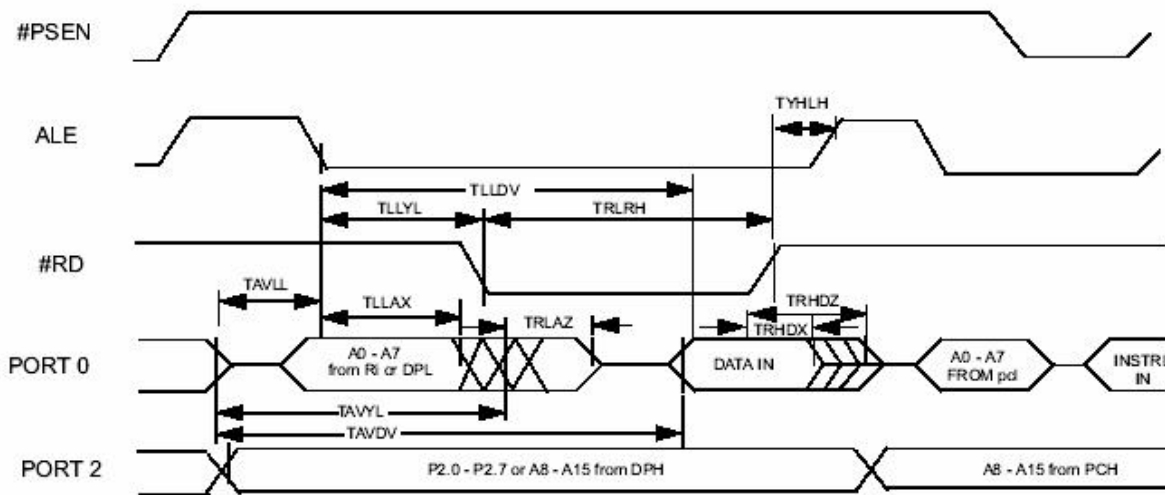 #PSEN
TYHLH
ALE
TLLDV
TLLYL
TRLRH
#RD
TAVLL
TLLAX
TRLAZ
TRHDZ
TRHDX
PORT 0
A0 - A7
from Ri or DPL
DATA IN
A0 - A7
FROM pcl
INSTRI
IN
TAVYL
TAVDV
PORT 2
P2.0 - P2.7 or A8 - A15 from DPH
A8 - A15 from PCH